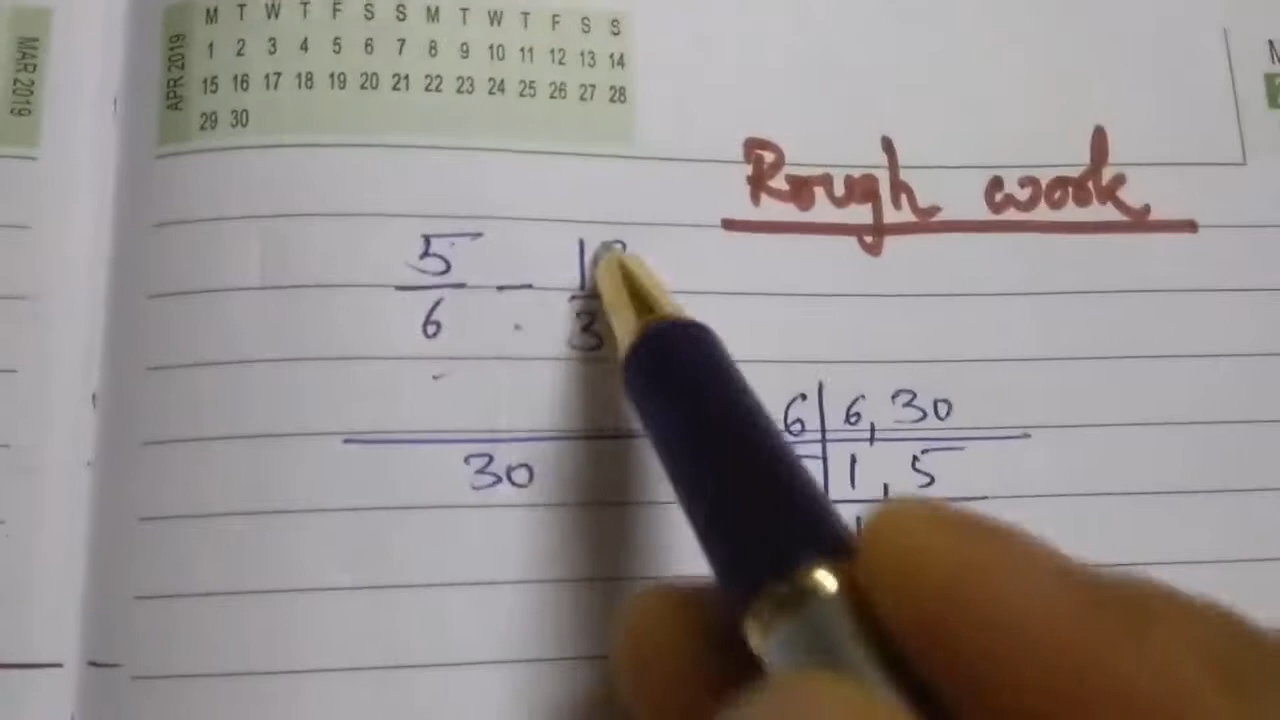 MAR 2019
APR 2019
M T W T F S S M T W T F S S
1 2 3 4 5 6 7 8 9 10 11 12 13 14
15 16 17 18 19 20 21 22 23 24 25 26 27 28
29 30
Rough work
5 -
6 3
6 6, 30
30 1, 5